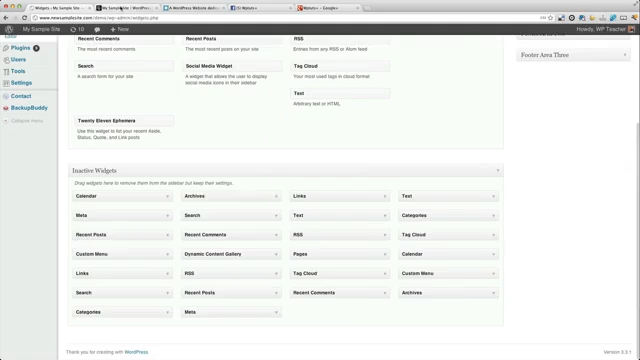 Widgets ‹ My Sample Site — My Sample Site | WordPress A WordPress Website dedic Wpiuto+ Wpiuto+ – Google+
www.newsamplesite.com/demo/wp-admin/widgets.php
My Sample Site 10 + New Howdy, WP Teacher
Editor
Plugins
Users
Tools
Settings
Contact
BackupBuddy
Collapse menu
Recent Comments Recent Posts RSS
The most recent comments The most recent posts on your site Entries from any RSS or Atom feed
Search Social Media Widget Tag Cloud
A search form for your site A widget that allows the user to display social media icons in their sidebar Your most used tags in cloud format
Text
Arbitrary text or HTML
Twenty Eleven Ephemera
Use this widget to list your recent Aside, Status, Quote, and Link posts
Footer Area Three
Inactive Widgets
Drag widgets here to remove them from the sidebar but keep their settings.
Calendar Archives Links Text
Meta Search Text Categories
Recent Posts Recent Comments RSS Tag Cloud
Custom Menu Dynamic Content Gallery Pages Calendar
Links RSS Tag Cloud Custom Menu
Search Recent Posts Recent Comments Archives
Categories Meta
Thank you for creating with WordPress Version 3.3.1